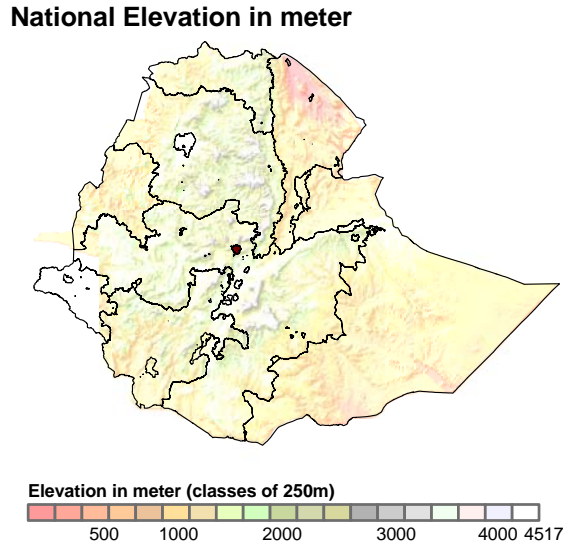 National Elevation in meter
Elevation in meter (classes of 250m)
500 1000 2000 3000 4000 4517